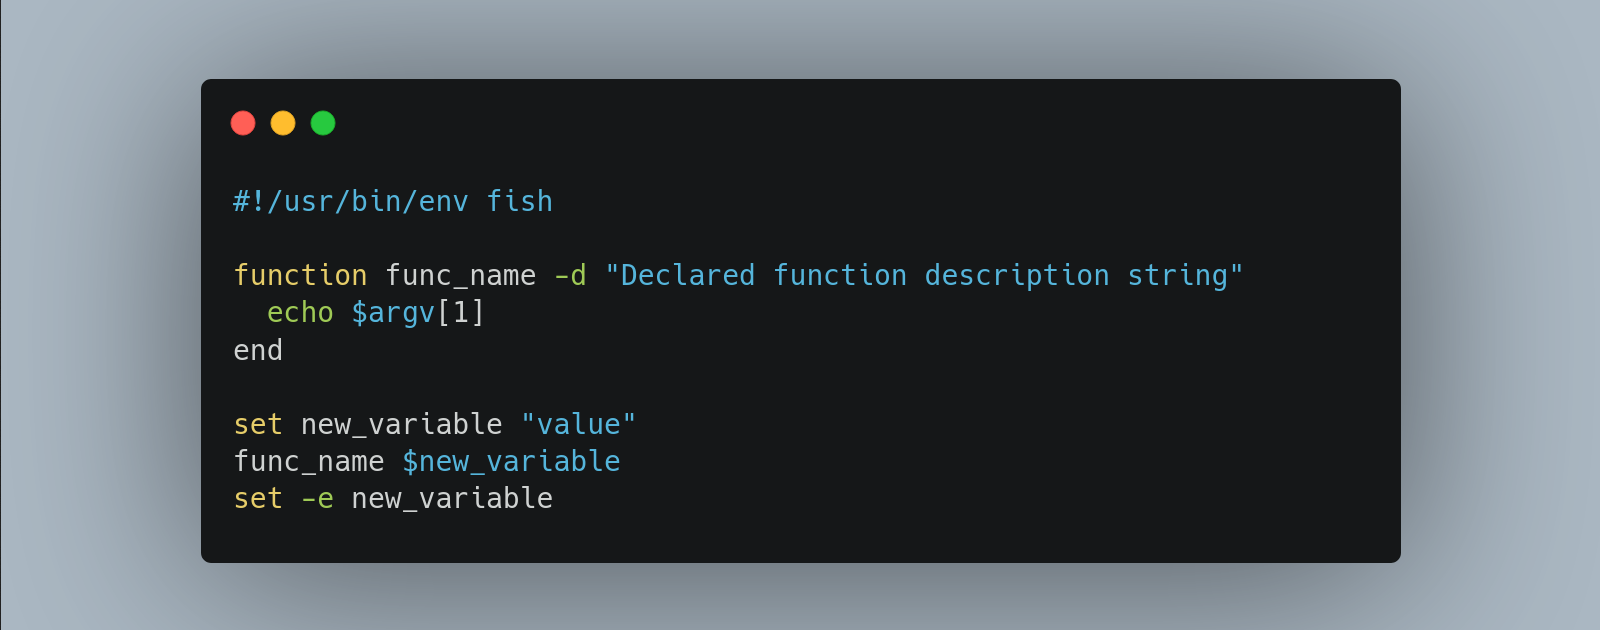 #!/usr/bin/env fish
function func_name -d "Declared function description string"
  echo $argv[1]
end
set new_variable "value"
func_name $new_variable
set -e new_variable